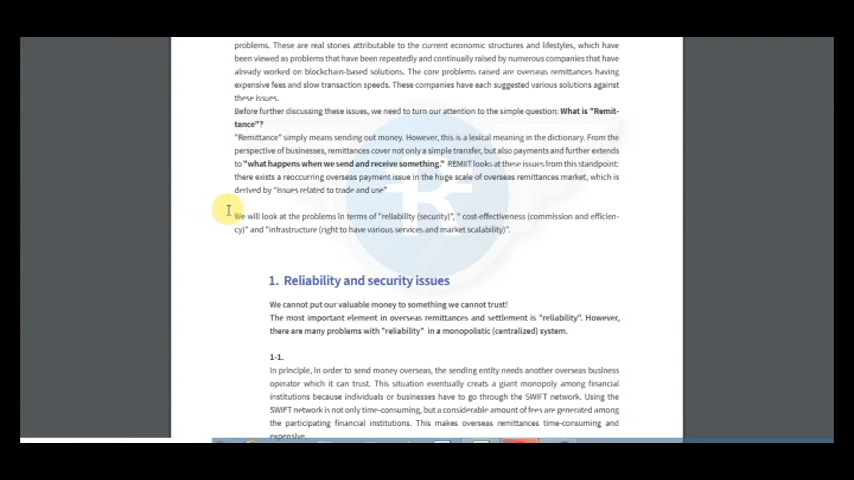 problems. These are real stories attributable to the current economic structures and lifestyles, which have
been viewed as problems that have been repeatedly and continually raised by numerous companies that have
already worked on blockchain-based solutions. The core problems raised are overseas remittances having
expensive fees and slow transaction speeds. These companies have each suggested various solutions against
these issues.
Before further discussing these issues, we need to turn our attention to the simple question: What is "Remit-
tance"?
"Remittance" simply means sending out money. However, this is a lexical meaning in the dictionary. From the
perspective of businesses, remittances cover not only a simple transfer, but also payments and further extends
to "what happens when we send and receive something." REMIIT looks at these issues from this standpoint:
there exists a reoccurring overseas payment issue in the huge scale of overseas remittances market, which is
derived by "issues related to trade and use"
We will look at the problems in terms of "reliability (security)", " cost-effectiveness (commission and efficien-
cy)" and "infrastructure (right to have various services and market scalability)".
1. Reliability and security issues
We cannot put our valuable money to something we cannot trust!
The most important element in overseas remittances and settlement is "reliability". However,
there are many problems with "reliability" in a monopolistic (centralized) system.
1-1.
In principle, in order to send money overseas, the sending entity needs another overseas business
operator which it can trust. This situation eventually creates a giant monopoly among financial
institutions because individuals or businesses have to go through the SWIFT network. Using the
SWIFT network is not only time-consuming, but a considerable amount of fees are generated among
the participating financial institutions. This makes overseas remittances time-consuming and
expensive.